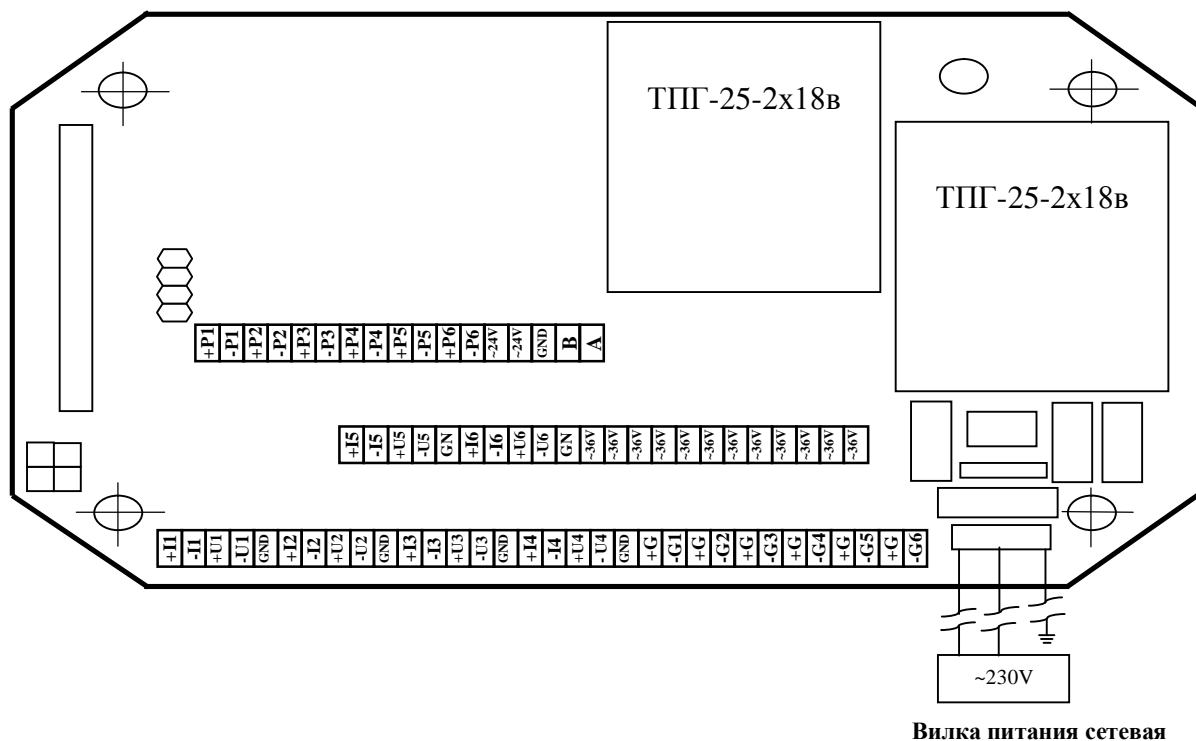 ТПГ-25-2х18в
ТПГ-25-2х18в
+P1 -P1 +P2 -P2 +P3 -P3 +P4 -P4 +P5 -P5 +P6 -P6 ~24V ~24V GND B A
+I5 -I5 +U5 -U5 GN +I6 -I6 +U6 -U6 GN ~36V ~36V ~36V ~36V ~36V ~36V ~36V ~36V ~36V ~36V ~36V ~36V
+I1 -I1 +U1 -U1 GND +I2 -I2 +U2 -U2 GND +I3 -I3 +U3 -U3 GND +I4 -I4 +U4 -U4 GND +G -G1 +G -G2 +G -G3 +G -G4 +G -G5 +G -G6
~230V
Вилка питания сетевая